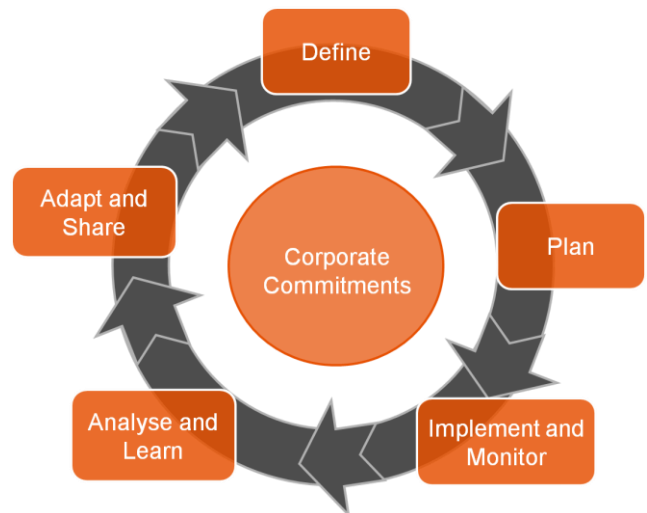 Define
Plan
Implement and
Monitor
Analyse and
Learn
Adapt and
Share
Corporate
Commitments